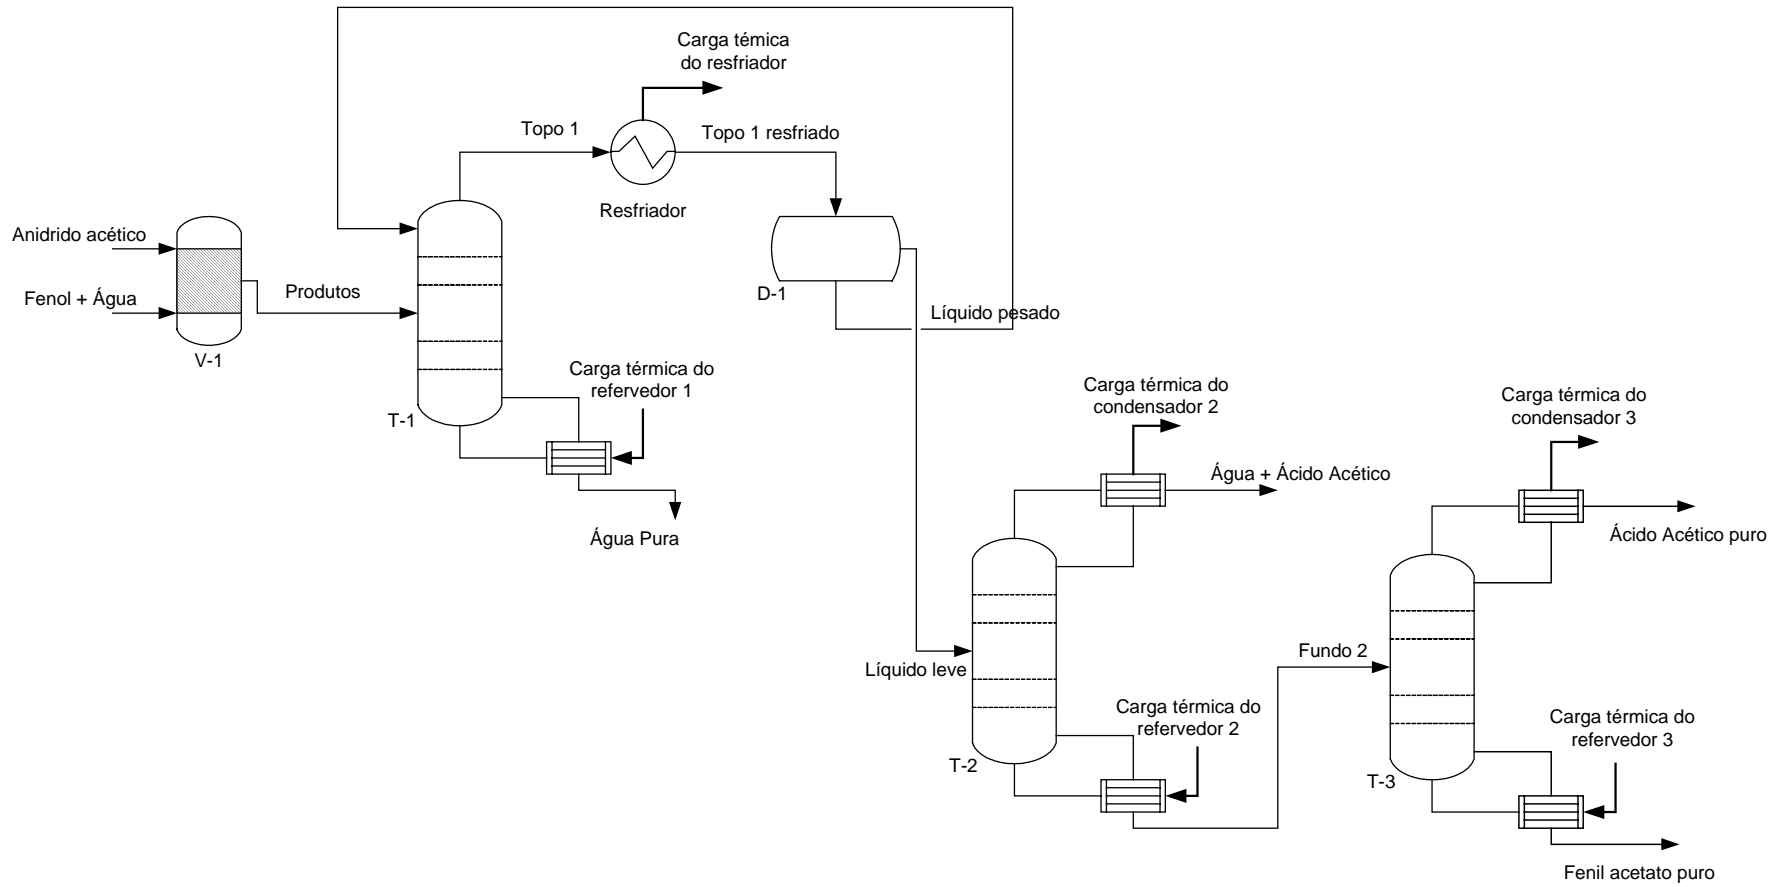 Carga témica
do resfriador
Topo 1
Topo 1 resfriado
Resfriador
Anidrido acético
Fenol + Água
Produtos
V-1
D-1
Líquido pesado
Carga térmica do
refervedor 1
T-1
Água Pura
Carga térmica do
condensador 2
Carga térmica do
condensador 3
Água + Ácido Acético
Ácido Acético puro
Líquido leve
Fundo 2
Carga térmica do
refervedor 2
Carga térmica do
refervedor 3
T-2
T-3
Fenil acetato puro